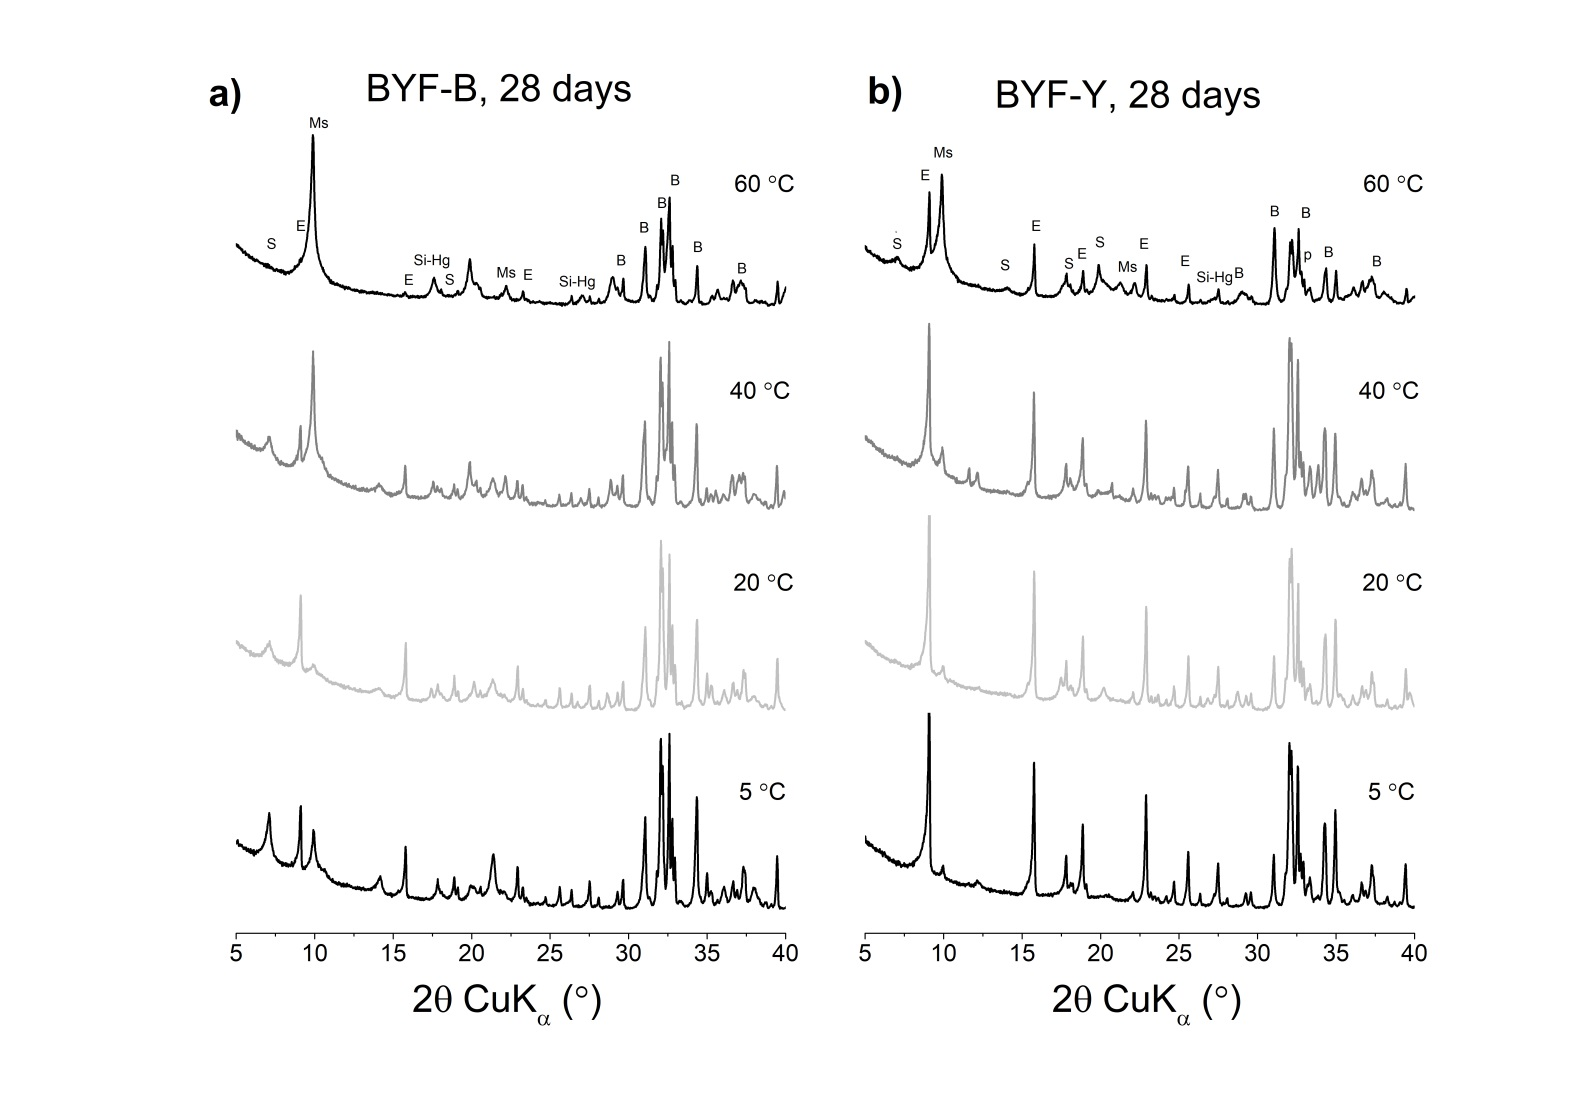 a) BYF-B, 28 days
Ms
60 °C
B
B
E
S
B
Si-Hg
E
S
Ms
E
Si-Hg
B
B
B
40 °C
20 °C
5 °C
5 10 15 20 25 30 35 40
2θ CuKα (°)
b) BYF-Y, 28 days
Ms
E
60 °C
S
E
B
B
S
S
S
E
Ms
E
E
Si-Hg
B
p
B
B
40 °C
20 °C
5 °C
5 10 15 20 25 30 35 40
2θ CuKα (°)